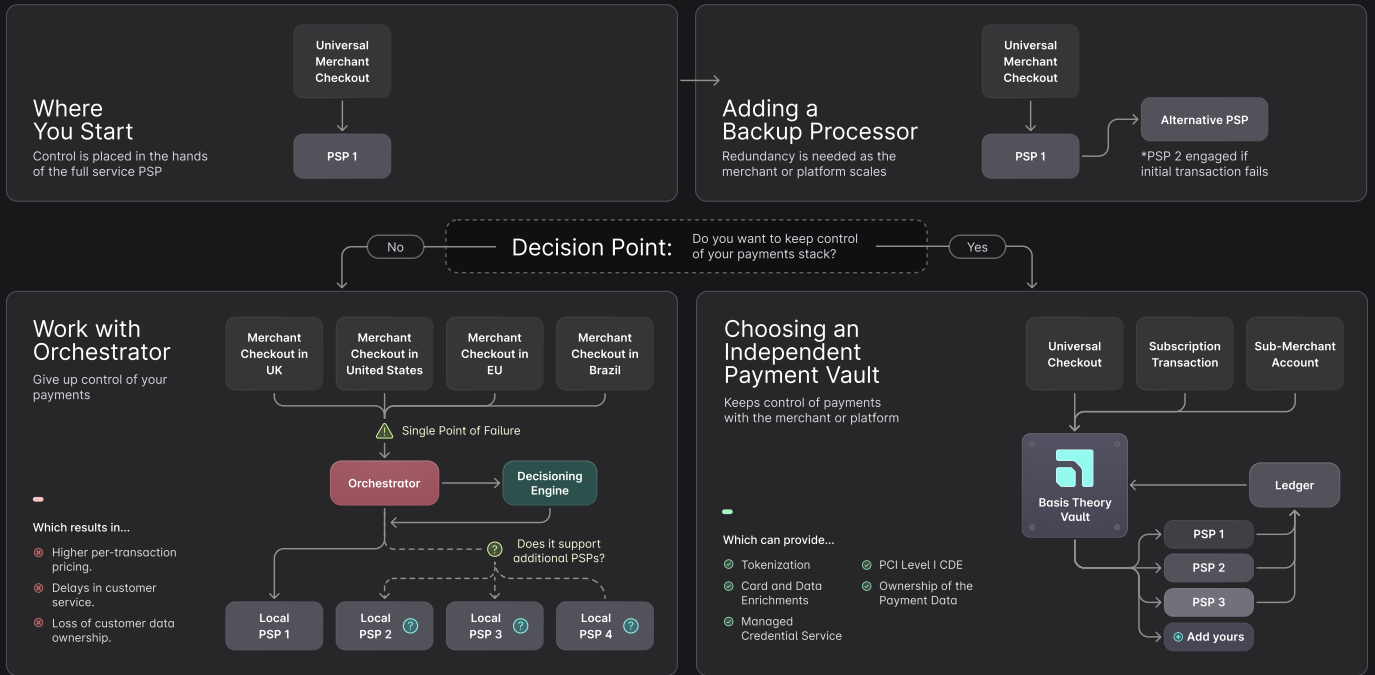 Universal
Merchant
Checkout
Where
You Start
Control is placed in the hands
of the full service PSP
PSP 1
Universal
Merchant
Checkout
Adding a
Backup Processor
Redundancy is needed as the
merchant or platform scales
PSP 1
Alternative PSP
*PSP 2 engaged if
initial transaction fails
No
Decision Point:
Do you want to keep control
of your payments stack?
Yes
Work with
Orchestrator
Give up control of your
payments
Merchant
Checkout in
UK
Merchant
Checkout in
United States
Merchant
Checkout in
EU
Merchant
Checkout in
Brazil
Single Point of Failure
Orchestrator
Decisioning
Engine
Does it support
additional PSPs?
Which results in...
Higher per-transaction
pricing.
Delays in customer
service.
Loss of customer data
ownership.
Local
PSP 1
Local
PSP 2
?
Local
PSP 3
?
Local
PSP 4
?
Choosing an
Independent
Payment Vault
Keeps control of payments
with the merchant or platform
Universal
Checkout
Subscription
Transaction
Sub-Merchant
Account
Basis Theory
Vault
Ledger
PSP 1
PSP 2
PSP 3
Add yours
Which can provide...
Tokenization
Card and Data
Enrichments
Managed
Credential Service
PCI Level I CDE
Ownership of the
Payment Data